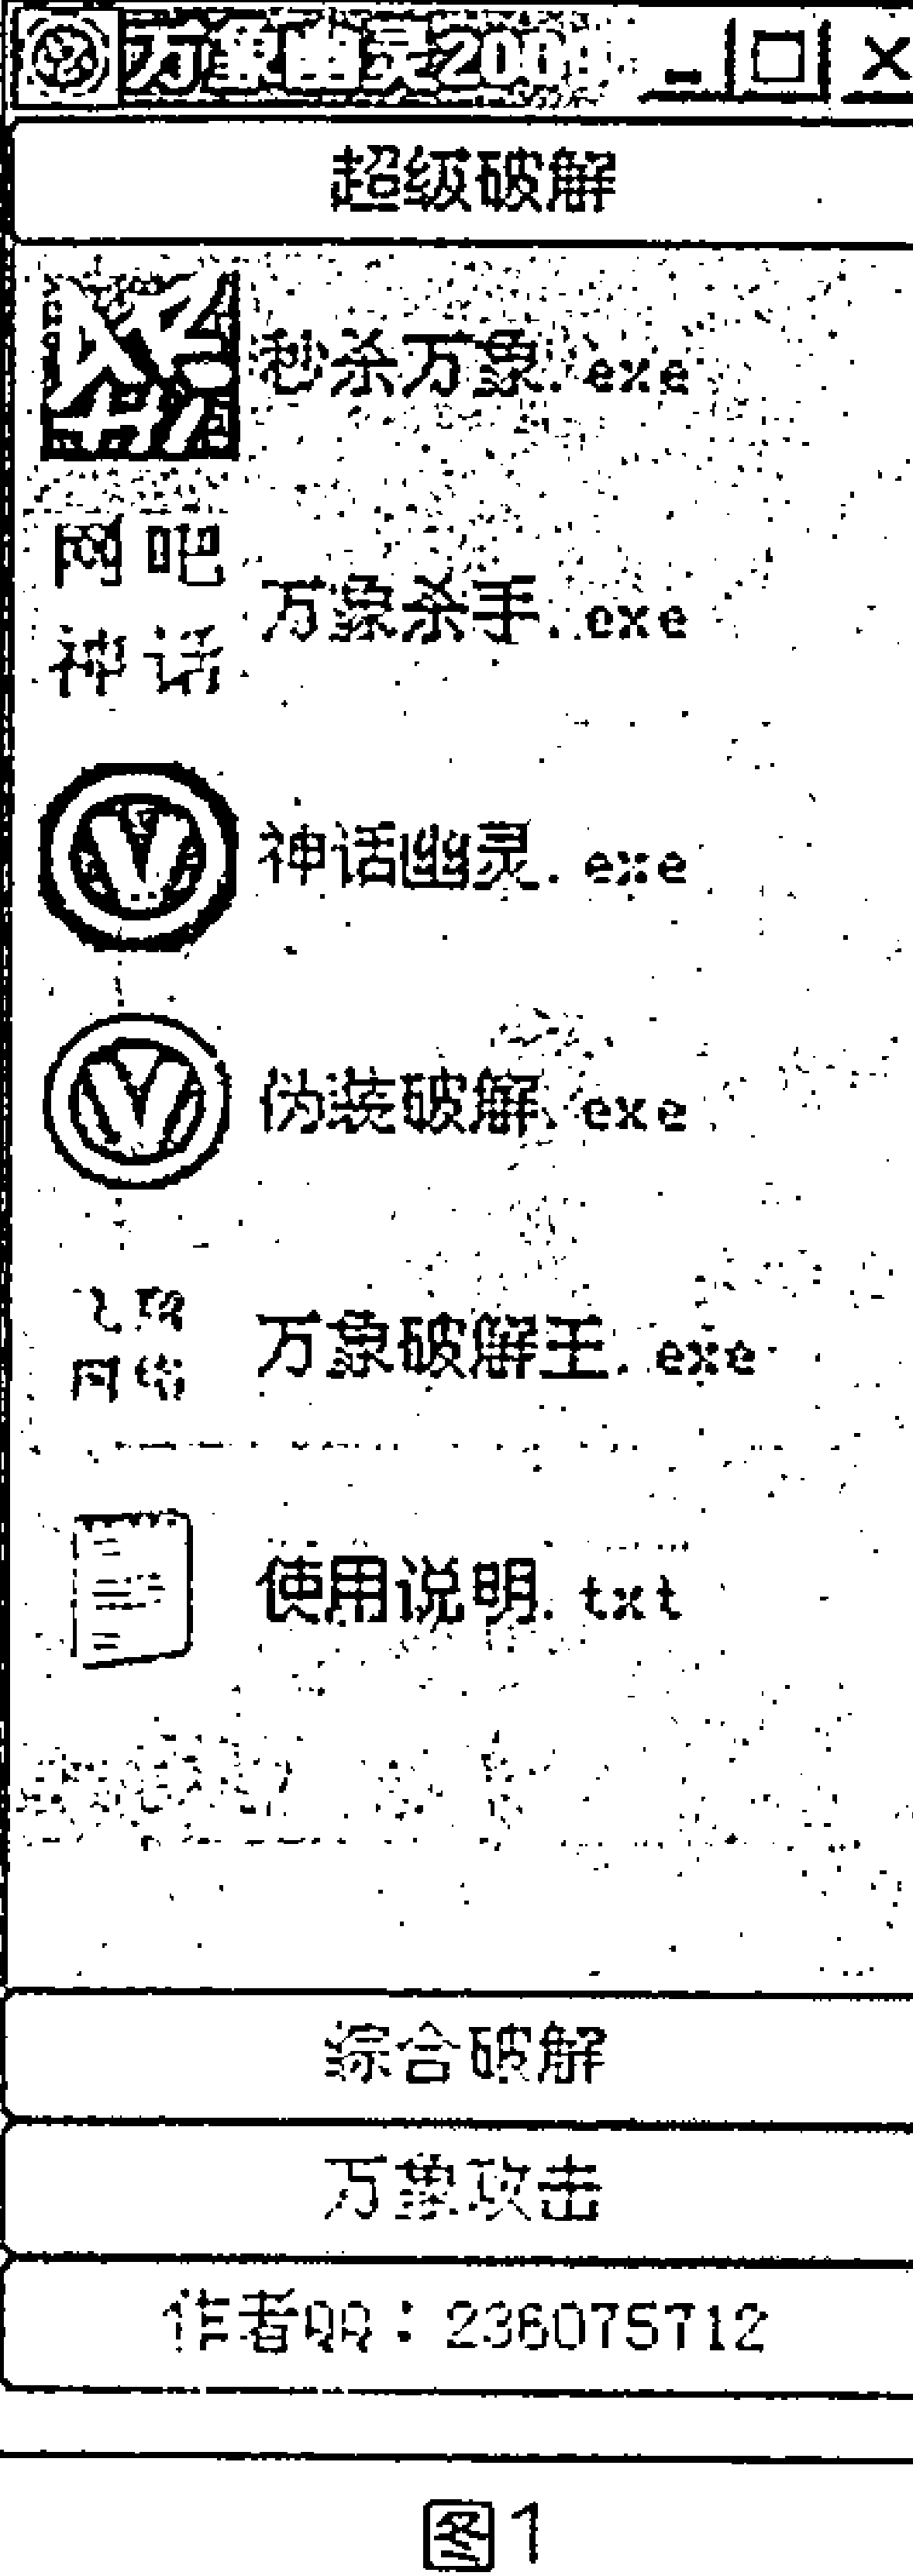 万象幽灵200
超级破解
秒杀万象.exe
网吧
神话
万象杀手.exe
神话幽灵.exe
伪装破解.exe
网络
万象破解王.exe
使用说明.txt
综合破解
万象攻击
作者QQ：236075712
图1